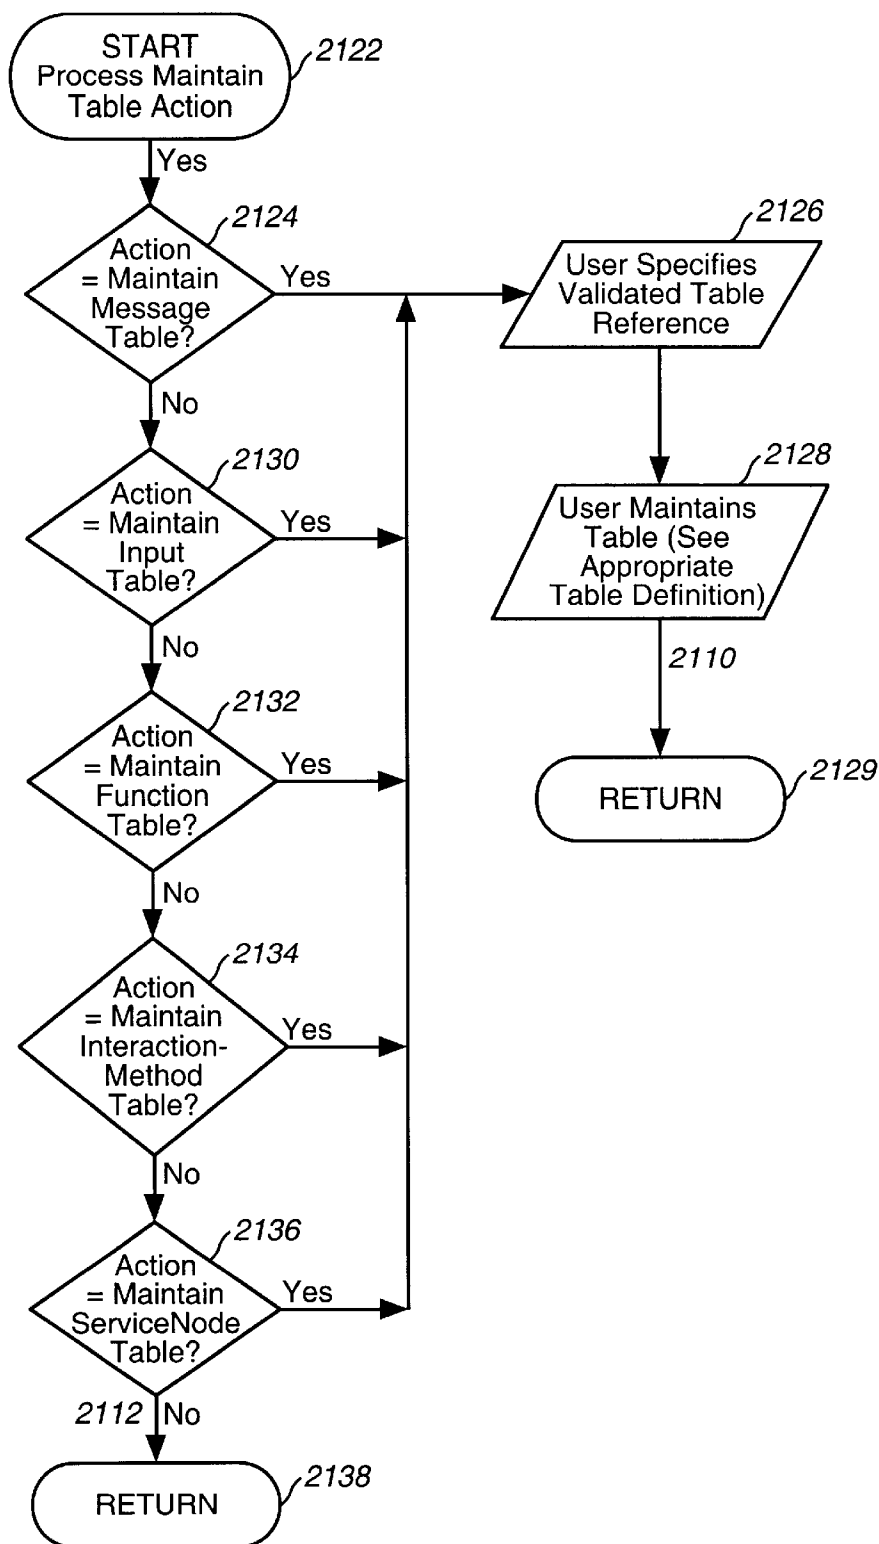 START
Process Maintain
Table Action
2122
Yes
2124
Action
= Maintain
Message
Table?
Yes
2126
User Specifies
Validated Table
Reference
No
2130
Action
= Maintain
Input
Table?
Yes
2128
User Maintains
Table (See
Appropriate
Table Definition)
No
2110
2132
Action
= Maintain
Function
Table?
Yes
RETURN
2129
No
2134
Action
= Maintain
Interaction-
Method
Table?
Yes
No
2136
Action
= Maintain
ServiceNode
Table?
Yes
2112
No
RETURN
2138